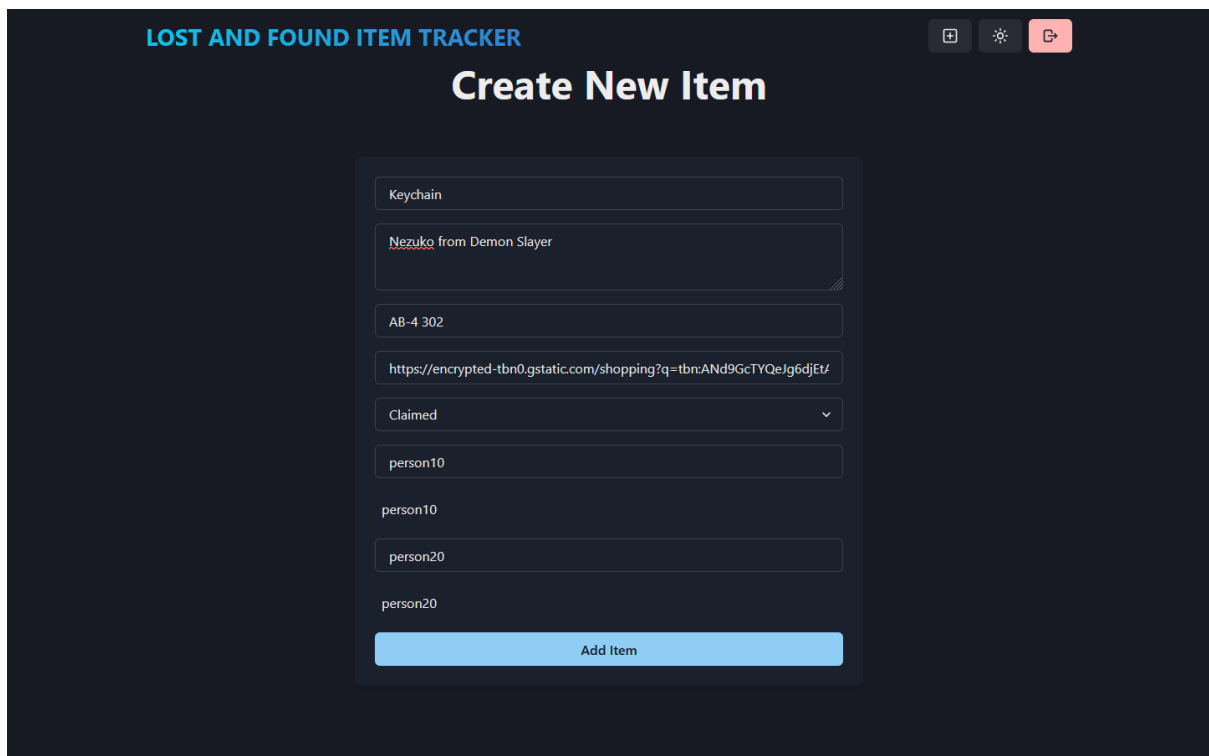 LOST AND FOUND ITEM TRACKER
Create New Item
Keychain
Nezuko from Demon Slayer
AB-4 302
https://encrypted-tbn0.gstatic.com/shopping?q=tbn:ANd9GcTYQeJg6djEt
Claimed
person10
person10
person20
person20
Add Item